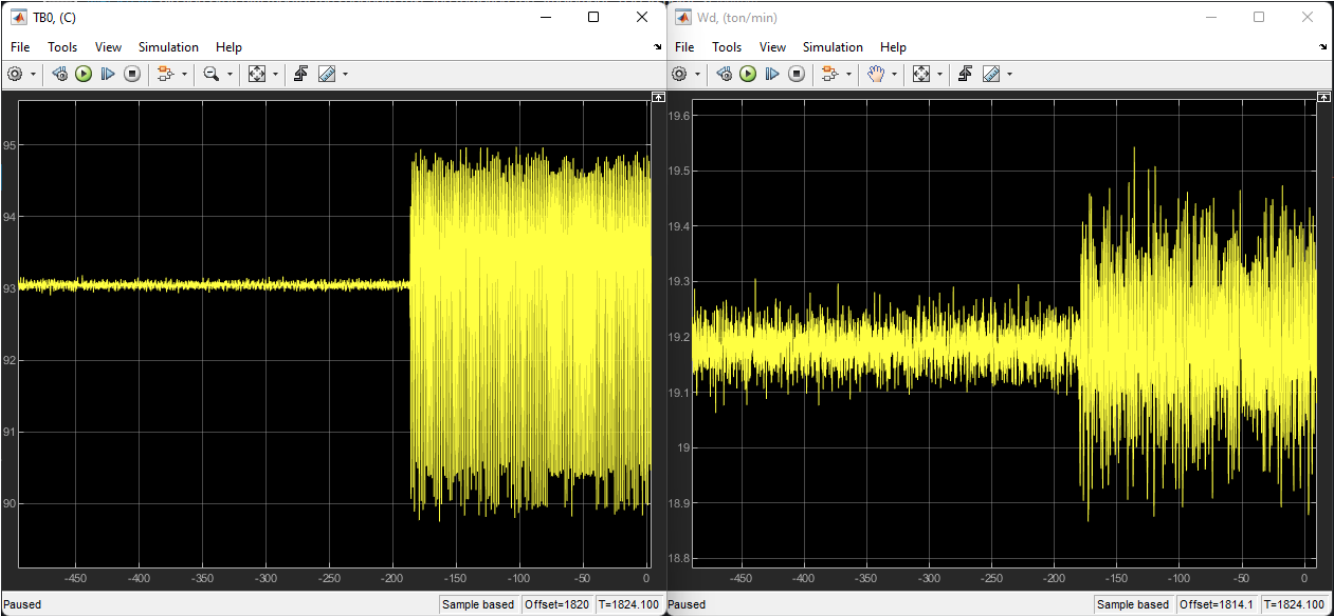 TB0, (C)
File Tools View Simulation Help
95
94
93
92
91
90
-450 -400 -350 -300 -250 -200 -150 -100 -50 0
Paused
Sample based Offset=1820 T=1824.100
Wd, (ton/min)
File Tools View Simulation Help
19.6
19.5
19.4
19.3
19.2
19.1
19
18.9
18.8
-450 -400 -350 -300 -250 -200 -150 -100 -50 0
Paused
Sample based Offset=1814.1 T=1824.100